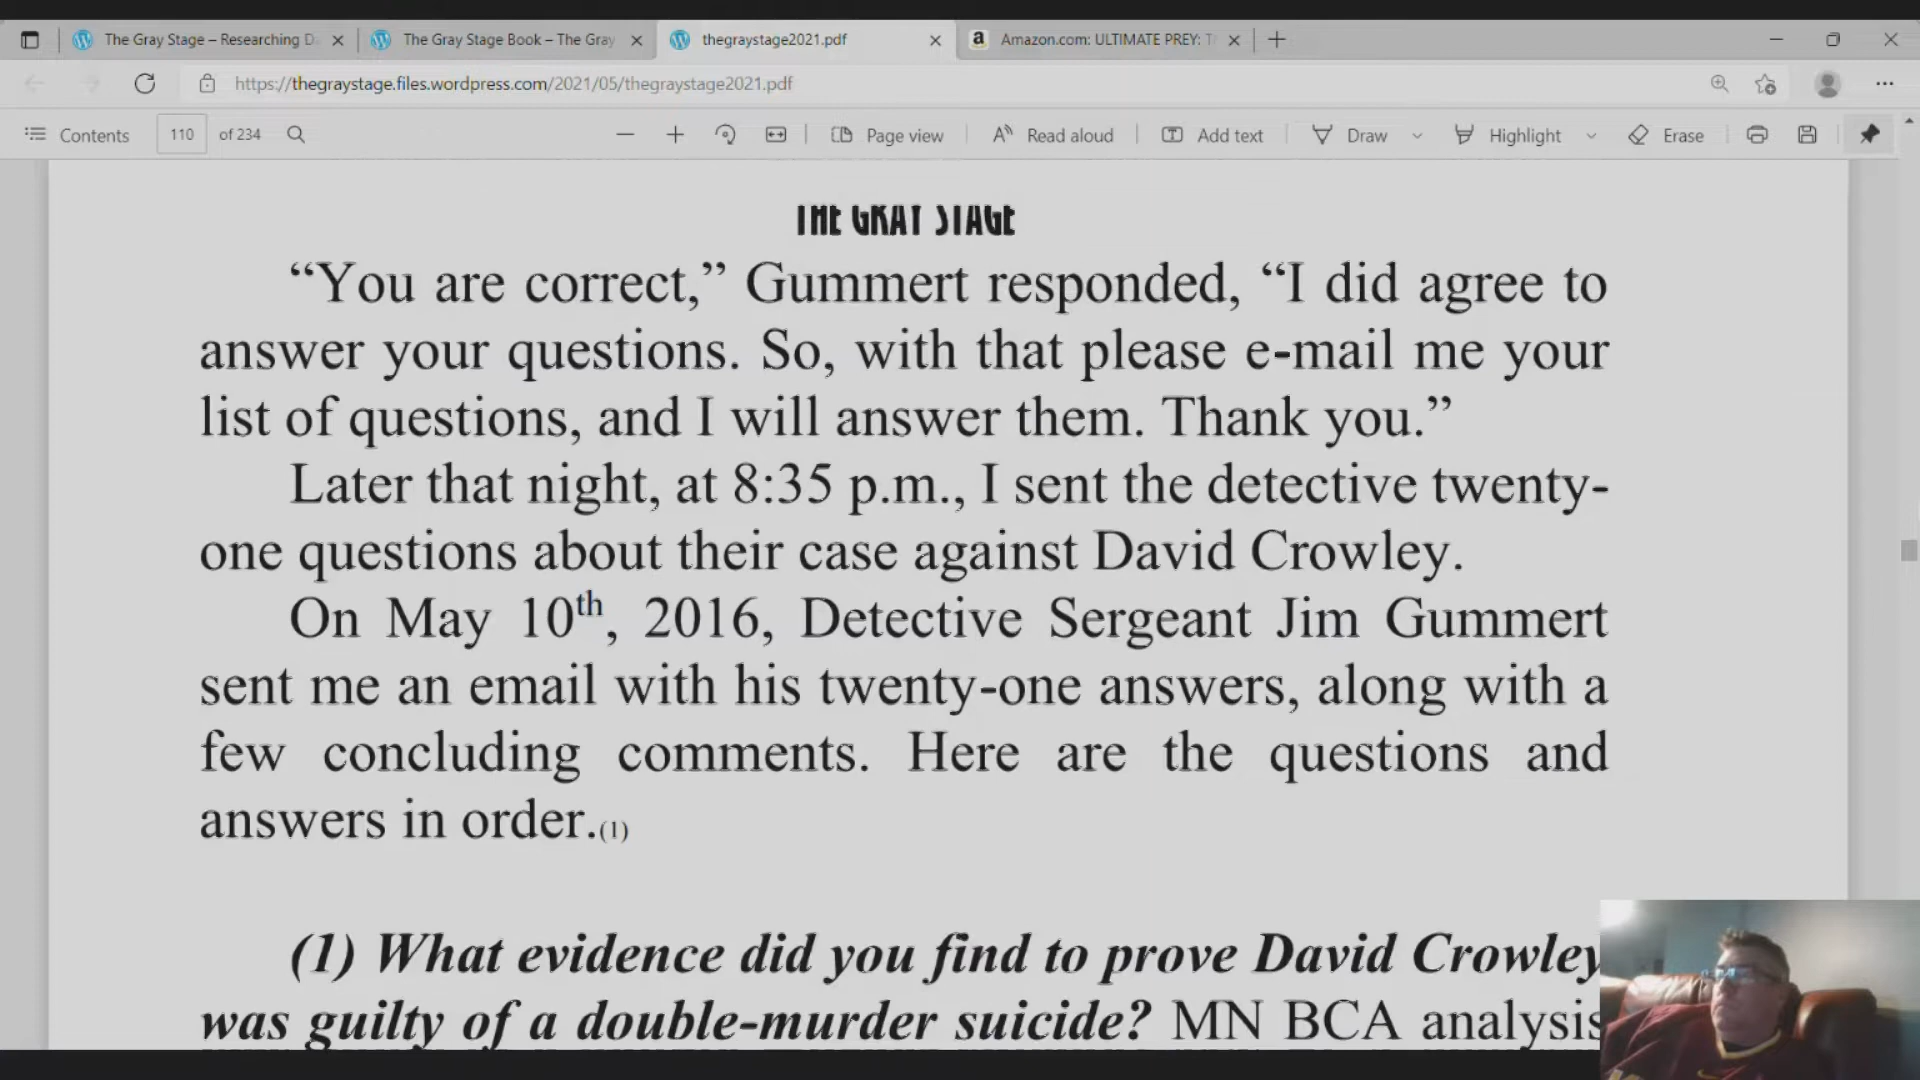 The Gray Stage – Researching D
The Gray Stage Book – The Gray
thegraystage2021.pdf
a
Amazon.com: ULTIMATE PREY: T
https://thegraystage.files.wordpress.com/2021/05/thegraystage2021.pdf
Contents
110
of 234
Page view
Read aloud
Add text
Draw
Highlight
Erase
THE GRAY STAGE
“You are correct,” Gummert responded, “I did agree to
answer your questions. So, with that please e-mail me your
list of questions, and I will answer them. Thank you.”
Later that night, at 8:35 p.m., I sent the detective twenty-
one questions about their case against David Crowley.
On May 10th, 2016, Detective Sergeant Jim Gummert
sent me an email with his twenty-one answers, along with a
few concluding comments. Here are the questions and
answers in order.(1)
(1) What evidence did you find to prove David Crowley
was guilty of a double-murder suicide? MN BCA analysis